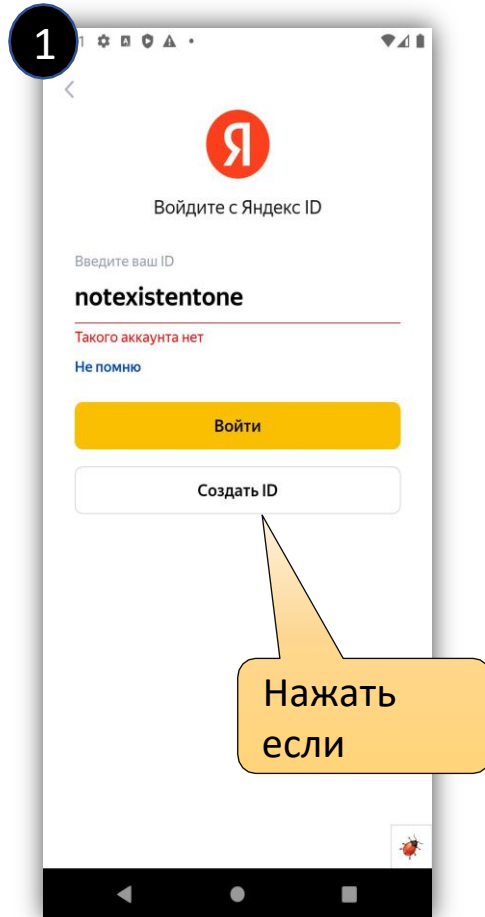 1
Я
Войдите с Яндекс ID
Введите ваш ID
notexistentone
Такого аккаунта нет
Не помню
Войти
Создать ID
Нажать
если